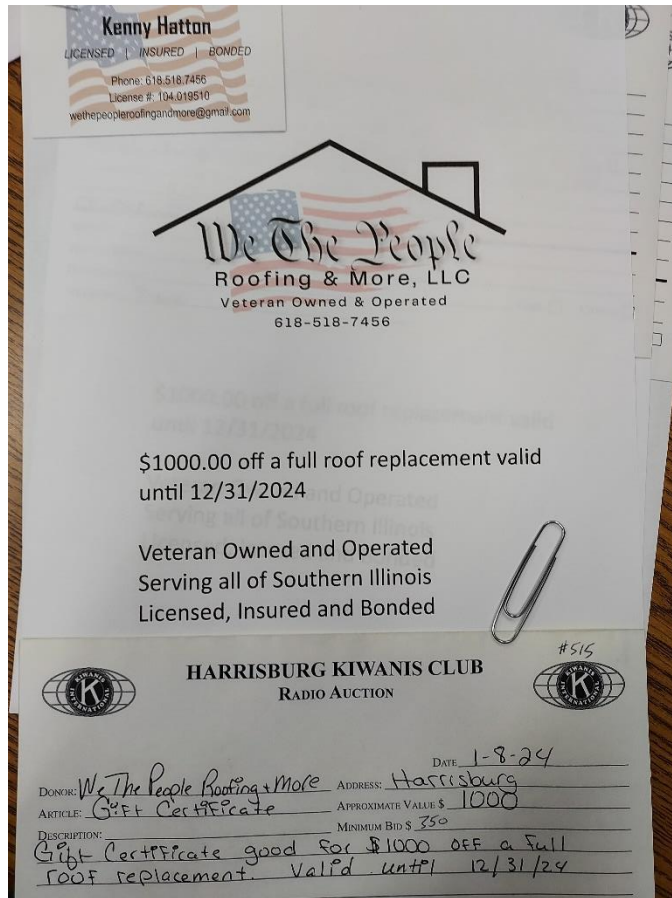 Kenny Hatton
LICENSED | INSURED | BONDED
Phone: 618.518.7456
License #: 104.019510
wethepeopleroofingandmore@gmail.com
We The People
Roofing & More, LLC
Veteran Owned & Operated
618-518-7456
$1000.00 off a full roof replacement valid
until 12/31/2024
Veteran Owned and Operated
Serving all of Southern Illinois
Licensed, Insured and Bonded
#515
HARRISBURG KIWANIS CLUB
RADIO AUCTION
KIWANIS K INTERNATIONAL
KIWANIS K INTERNATIONAL
DATE 1-8-24
DONOR: We The People Roofing + More ADDRESS: Harrisburg
ARTICLE: Gift Certificate APPROXIMATE VALUE $ 1000
DESCRIPTION: MINIMUM BID $ 350
Gift Certificate good for $1000 off a full
roof replacement. Valid until 12/31/24